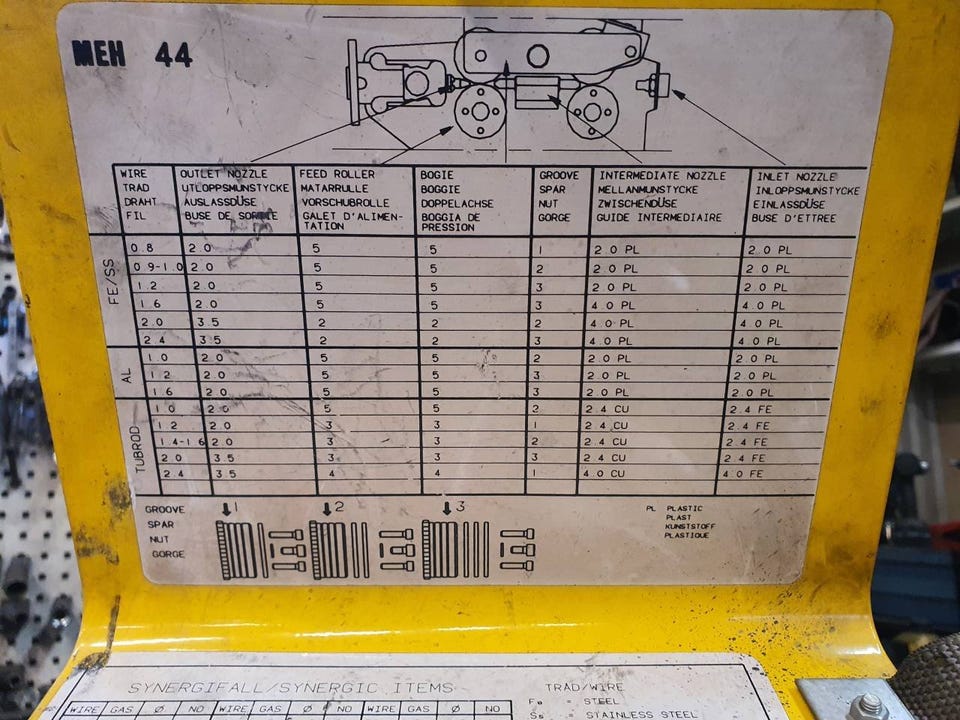 MEH 44
WIRE OUTLET NOZZLE FEED ROLLER BOGIE GROOVE INTERMEDIATE NOZZLE INLET NOZZLE
TRAD UTLOPPSMUNSTYCKE MATARRULLE BOGGIE SPAR MELLANMUNSTYCKE INLOPPSMUNSTYCKE
DRAHT AUSLASSDÜSE VORSCHUBROLLE DOPPELACHSE NUT ZWISCHENDÜSE EINLASSDÜSE
FIL BUSE DE SORTIE GALET D'ALIMEN- BOGGIA DE GORGE GUIDE INTERMEDIAIRE BUSE D'ETTREE
TATION PRESSION
FE/SS
0.8 2.0 5 5 1 2.0 PL 2.0 PL
0.9-1.0 2.0 5 5 2 2.0 PL 2.0 PL
1.2 2.0 5 5 3 2.0 PL 2.0 PL
1.6 2.0 5 5 3 4.0 PL 4.0 PL
2.0 3.5 2 2 2 4.0 PL 4.0 PL
2.4 3.5 2 2 3 4.0 PL 4.0 PL
AL
1.0 2.0 5 5 2 2.0 PL 2.0 PL
1.2 2.0 5 5 3 2.0 PL 2.0 PL
1.6 2.0 5 5 3 2.0 PL 2.0 PL
TUBROD
1.0 2.0 5 5 2 2.4 CU 2.4 FE
1.2 2.0 3 3 1 2.4 CU 2.4 FE
1.4-1.6 2.0 3 3 2 2.4 CU 2.4 FE
2.0 3.5 3 3 3 2.4 CU 2.4 FE
2.4 3.5 4 4 1 4.0 CU 4.0 FE
GROOVE 1 2 3 PL PLASTIC
SPAR PLAST
NUT KUNSTSTOFF
GORGE PLASTIQUE
SYNERGIFALL/SYNERGIC ITEMS TRÅD/WIRE
Fe = STEEL
WIRE GAS Ø NO WIRE GAS Ø NO WIRE GAS Ø NO
Ss = STAINLESS STEEL